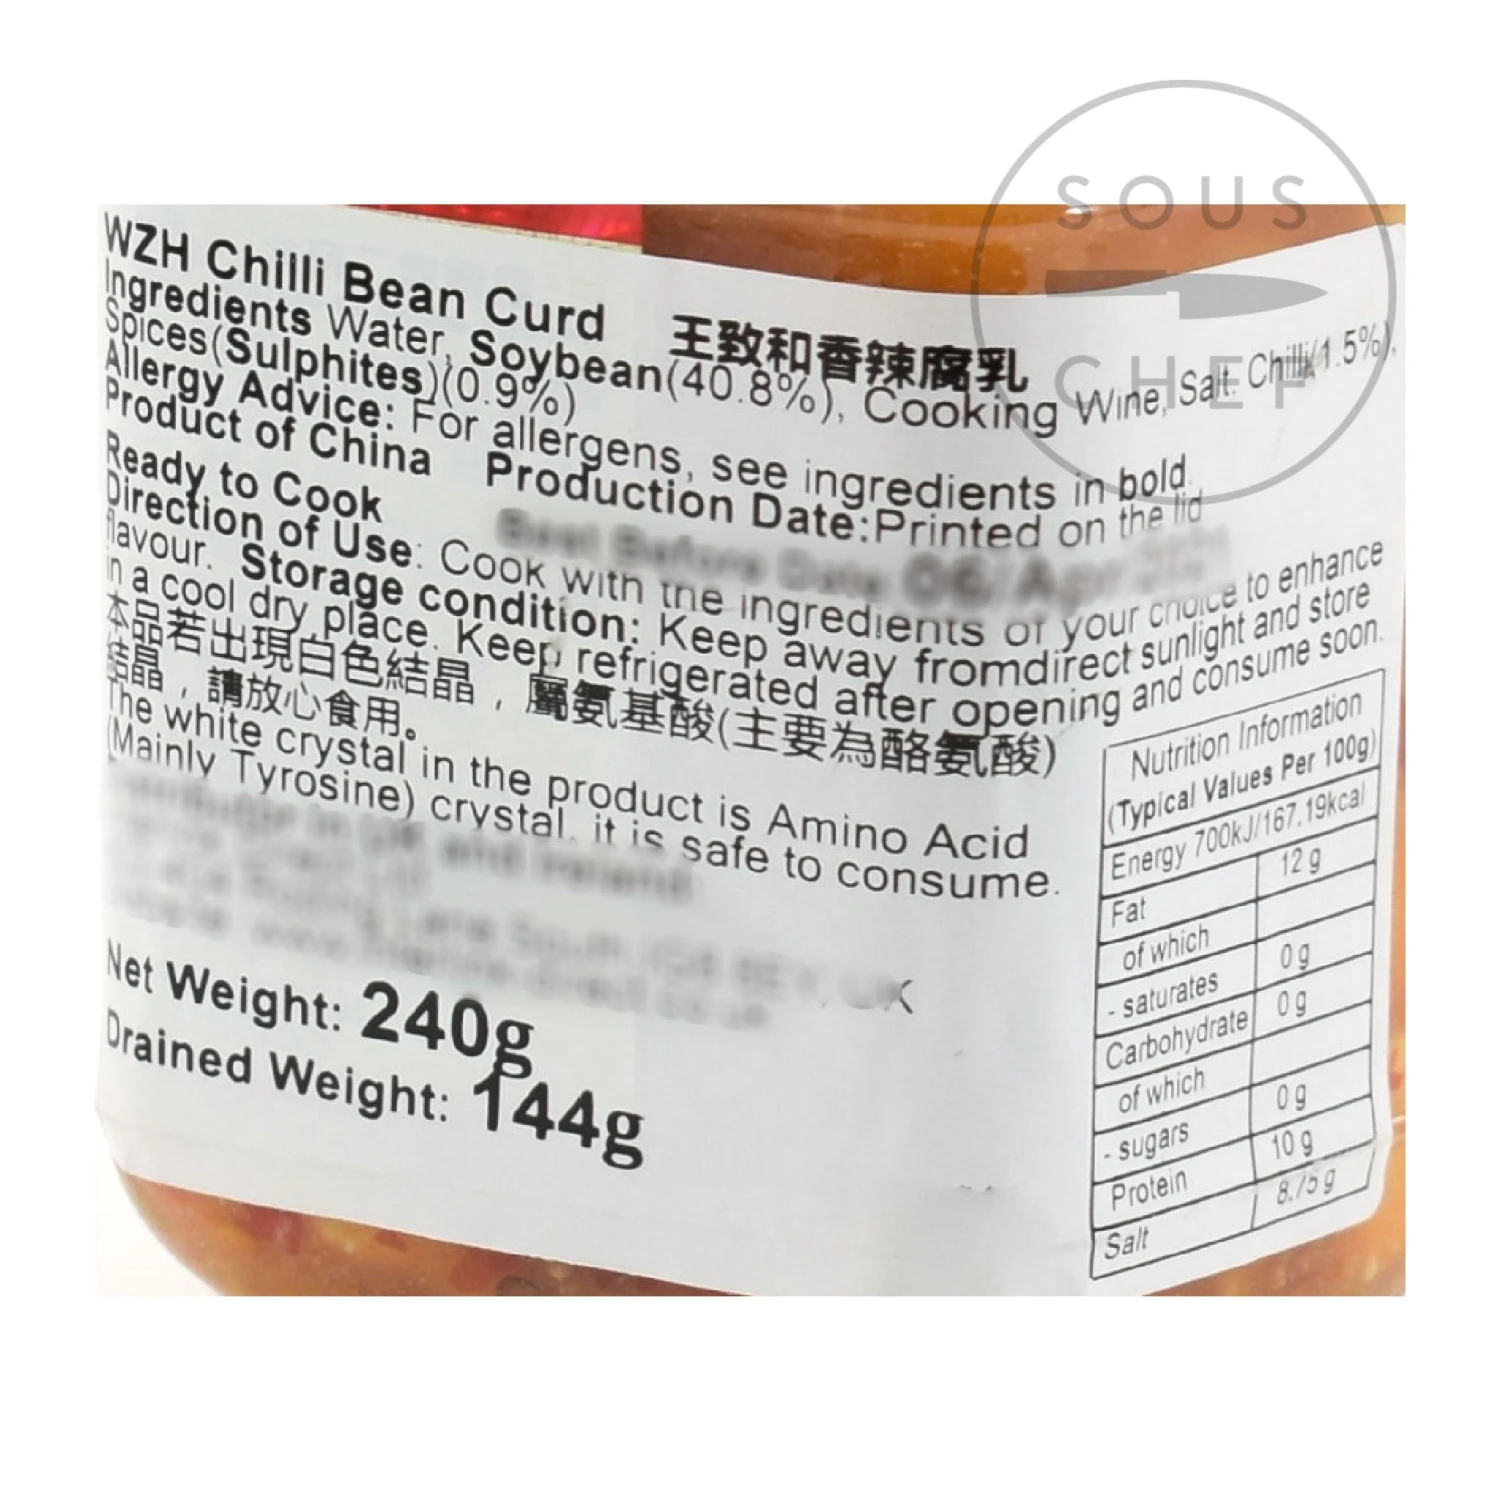 SOUS
CHEF
WZH Chilli Bean Curd 王致和香辣腐乳
Ingredients Water, Soybean(40.8%), Cooking Wine, Salt. Chilli(1.5%),
Spices(Sulphites)(0.9%)
Allergy Advice: For allergens, see ingredients in bold.
Product of China Production Date:Printed on the lid
Ready to Cook Best Before Date
Direction of Use: Cook with the ingredients of your choice to enhance
flavour. Storage condition: Keep away fromdirect sunlight and store
in a cool dry place. Keep refrigerated after opening and consume soon.
本品若出現白色結晶，屬氨基酸(主要為酪氨酸)
結晶，請放心食用。
The white crystal in the product is Amino Acid
(Mainly Tyrosine) crystal, it is safe to consume.
UK
Net Weight: 240g
Drained Weight: 144g
Nutrition Information
(Typical Values Per 100g)
Energy 700kJ/167.19kcal
Fat 12 g
of which
- saturates 0 g
Carbohydrate 0 g
of which
- sugars 0 g
Protein 10 g
Salt 8.75 g